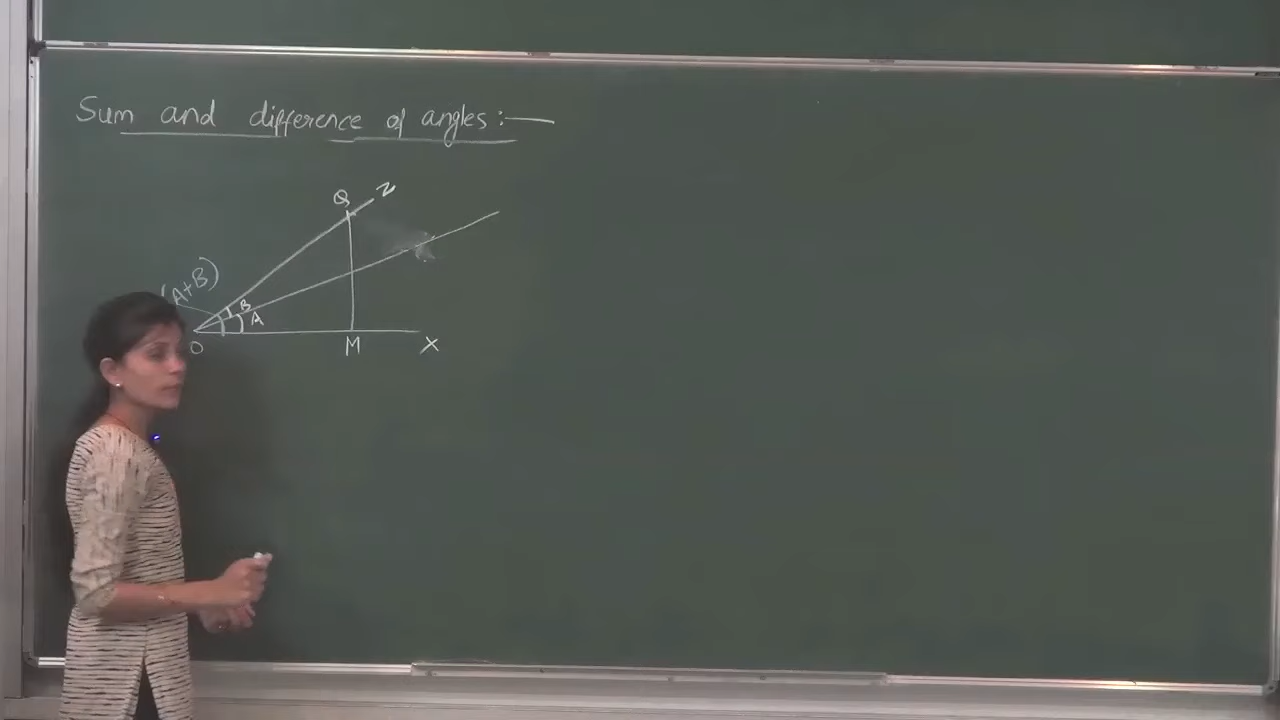 Sum and difference of angles:—
Q Z
(A+B)
B
A
O M X